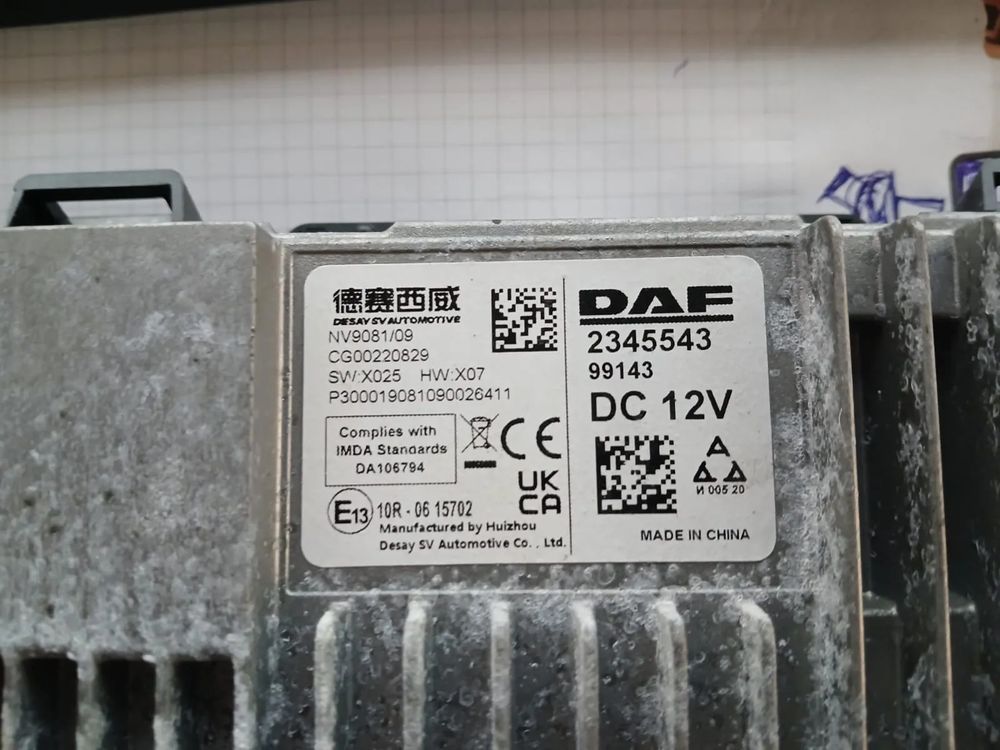 德赛西威
DESAY SV AUTOMOTIVE
NV9081/09
CG00220829
SW:X025 HW:X07
P300019081090026411
Complies with
IMDA Standards
DA106794
CE
UK
CA
E13 10R - 06 15702
Manufactured by Huizhou
Desay SV Automotive Co., Ltd.
DAF
2345543
99143
DC 12V
И 005 20
MADE IN CHINA